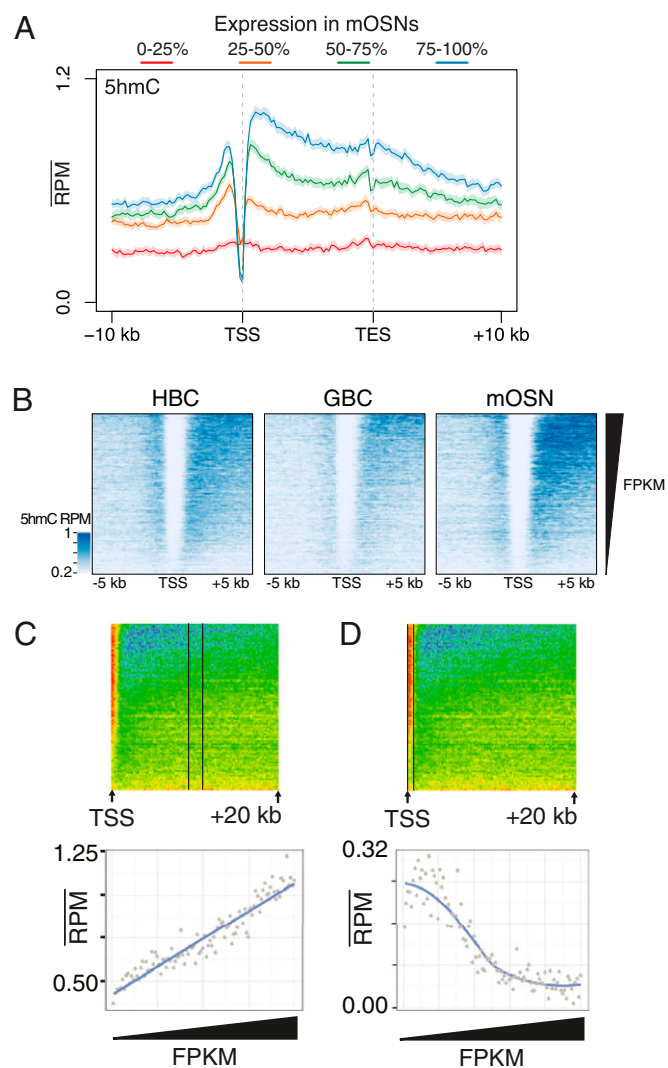 A
Expression in mOSNs
0-25% 25-50% 50-75% 75-100%
1.2
5hmC
RPM
0.0
−10 kb TSS TES +10 kb
B
HBC GBC mOSN
FPKM
5hmC RPM
1
0.2
-5 kb TSS +5 kb -5 kb TSS +5 kb -5 kb TSS +5 kb
C D
TSS +20 kb TSS +20 kb
1.25 0.32
RPM RPM
0.50 0.00
FPKM FPKM